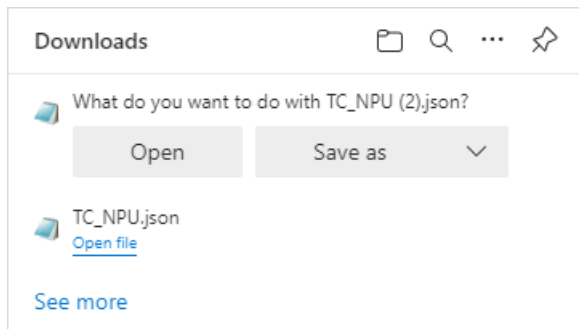 Downloads
What do you want to do with TC_NPU (2).json?
Open
Save as
TC_NPU.json
Open file
See more